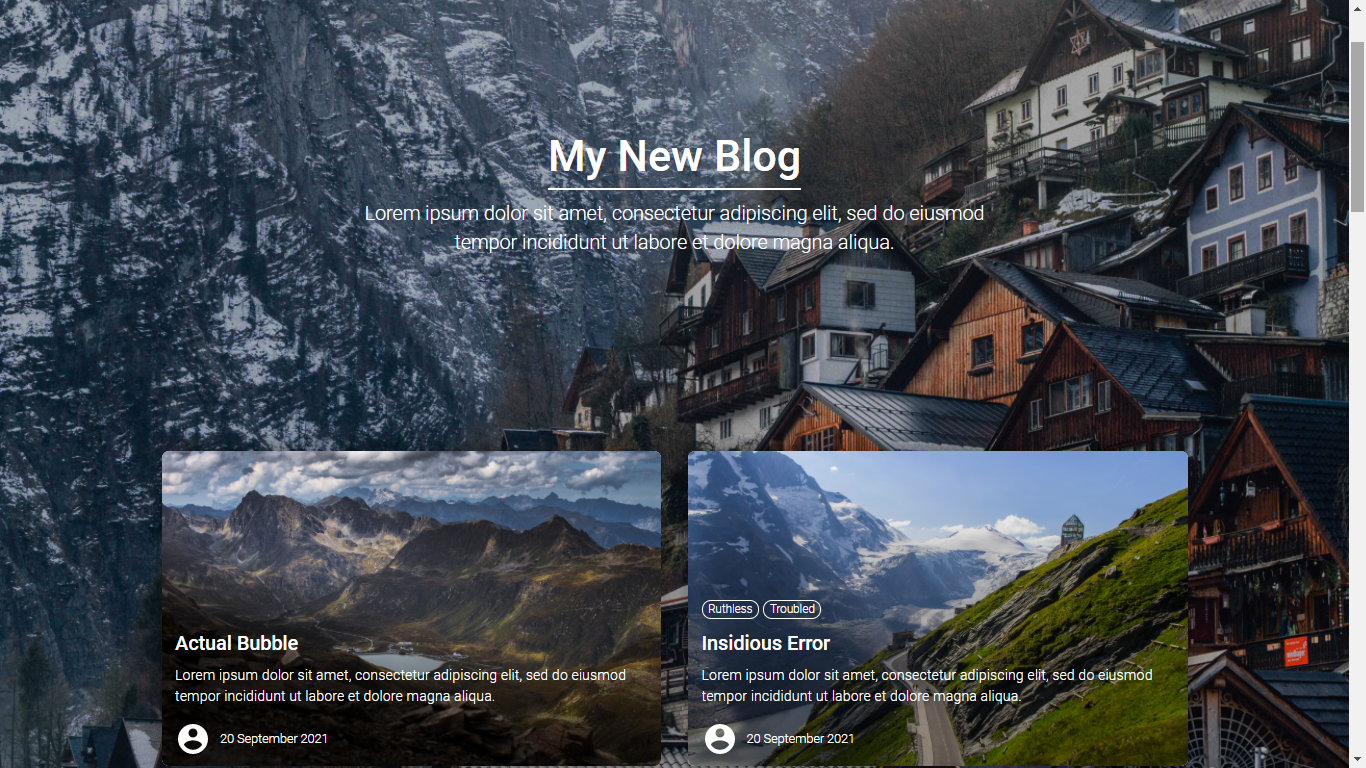 My New Blog
Lorem ipsum dolor sit amet, consectetur adipiscing elit, sed do eiusmod
tempor incididunt ut labore et dolore magna aliqua.
Ruthless Troubled
Actual Bubble
Lorem ipsum dolor sit amet, consectetur adipiscing elit, sed do eiusmod
tempor incididunt ut labore et dolore magna aliqua.
20 September 2021
Insidious Error
Lorem ipsum dolor sit amet, consectetur adipiscing elit, sed do eiusmod
tempor incididunt ut labore et dolore magna aliqua.
20 September 2021